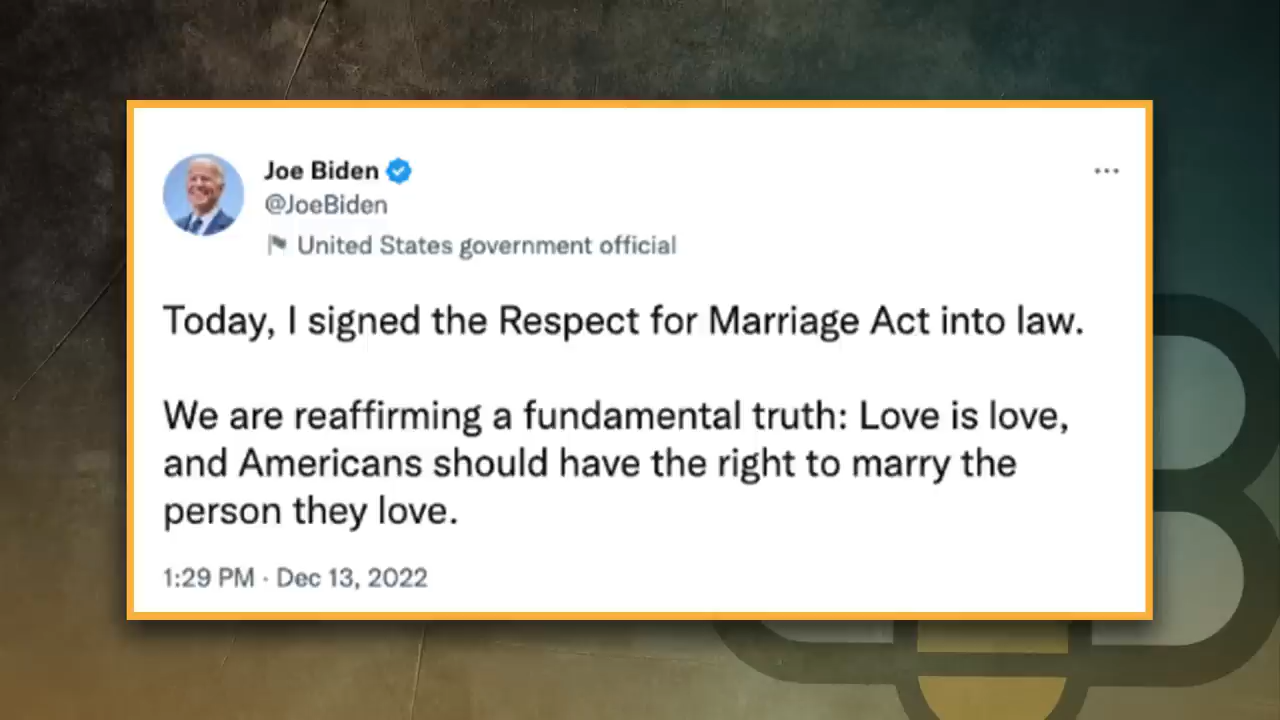 Joe Biden
@JoeBiden
United States government official
Today, I signed the Respect for Marriage Act into law.
We are reaffirming a fundamental truth: Love is love,
and Americans should have the right to marry the
person they love.
1:29 PM · Dec 13, 2022